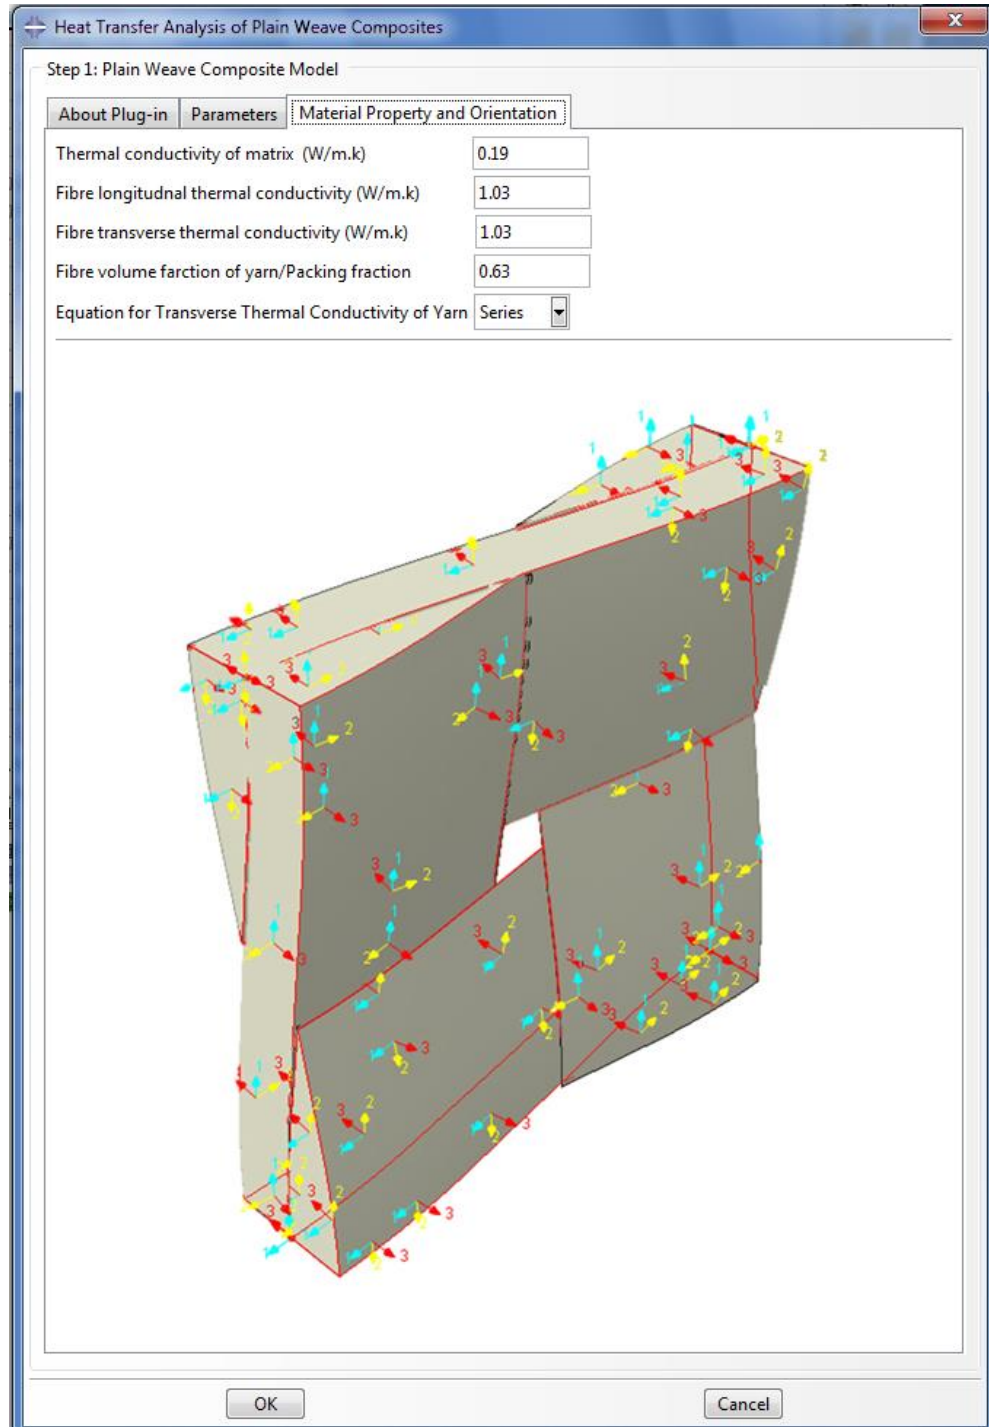 Heat Transfer Analysis of Plain Weave Composites
Step 1: Plain Weave Composite Model
About Plug-in Parameters Material Property and Orientation
Thermal conductivity of matrix (W/m.k) 0.19
Fibre longitudnal thermal conductivity (W/m.k) 1.03
Fibre transverse thermal conductivity (W/m.k) 1.03
Fibre volume farction of yarn/Packing fraction 0.63
Equation for Transverse Thermal Conductivity of Yarn Series
OK Cancel